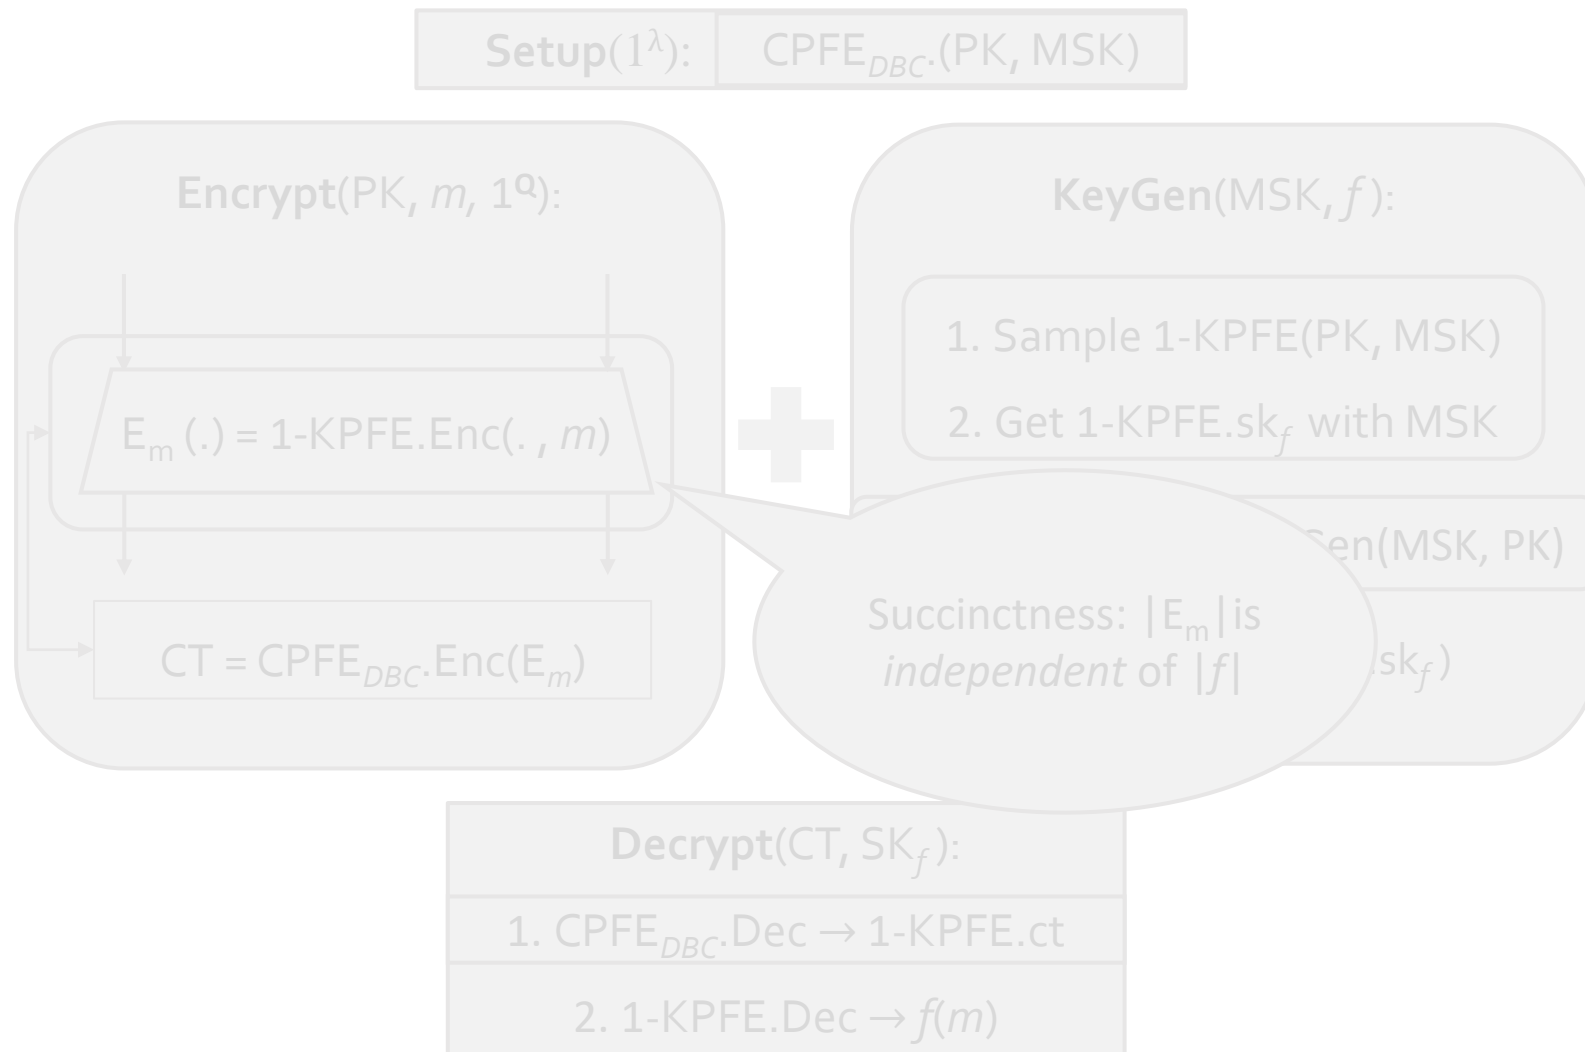 Setup(1^λ): CPFE_DBC.(PK, MSK)
Encrypt(PK, m, 1^Q):
E_m (.) = 1-KPFE.Enc(. , m)
CT = CPFE_DBC.Enc(E_m)
KeyGen(MSK, f ):
1. Sample 1-KPFE(PK, MSK)
2. Get 1-KPFE.sk_f with MSK
en(MSK, PK)
.sk_f )
Succinctness: |E_m| is
independent of |f|
Decrypt(CT, SK_f ):
1. CPFE_DBC.Dec → 1-KPFE.ct
2. 1-KPFE.Dec → f(m)